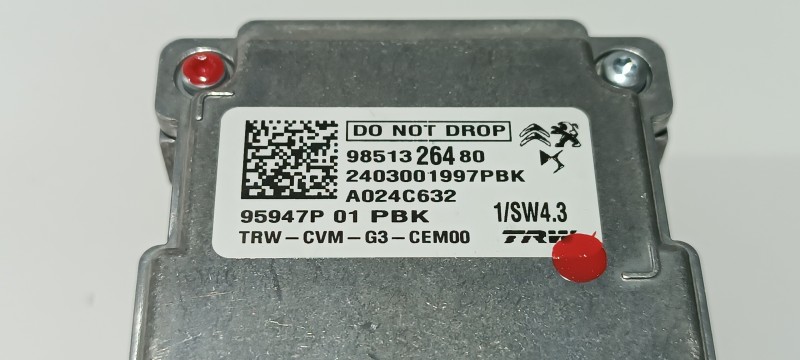 DO NOT DROP
98513 264 80
2403001997PBK
A024C632
95947P 01 PBK 1/SW4.3
TRW-CVM-G3-CEM00 TRW